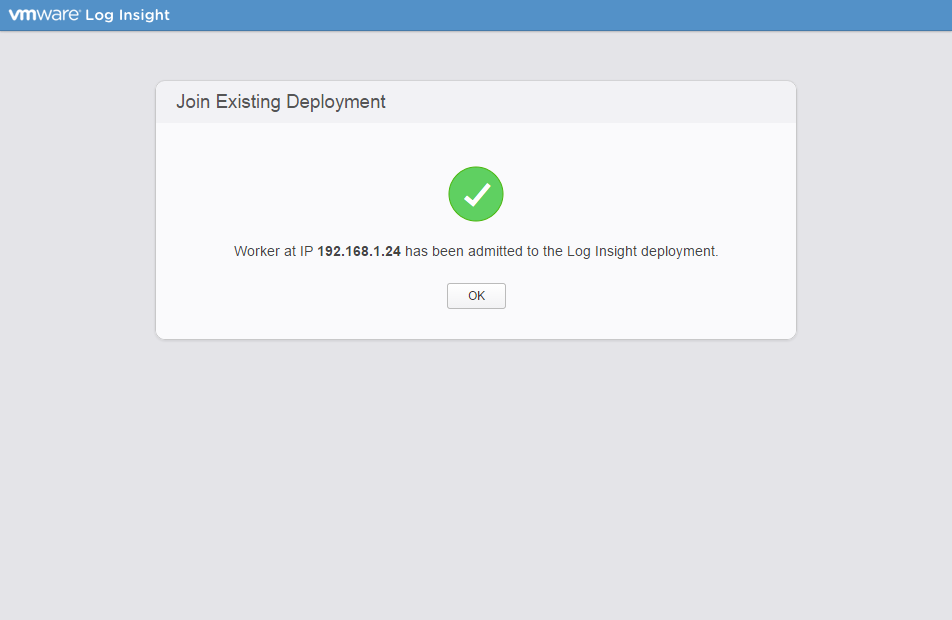 vmware® Log Insight
Join Existing Deployment
Worker at IP 192.168.1.24 has been admitted to the Log Insight deployment.
OK